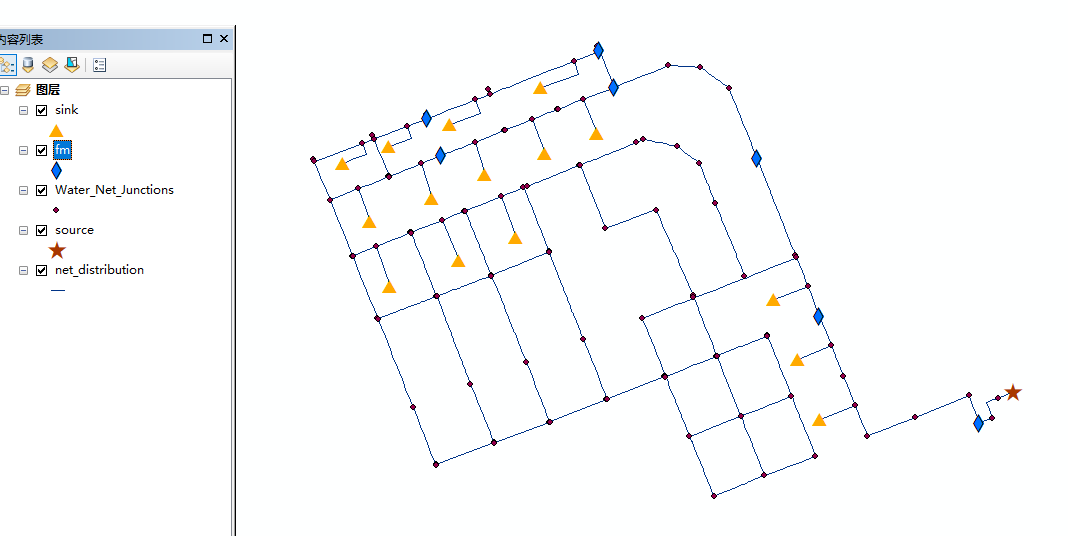 内容列表
图层
sink
fm
Water_Net_Junctions
source
net_distribution